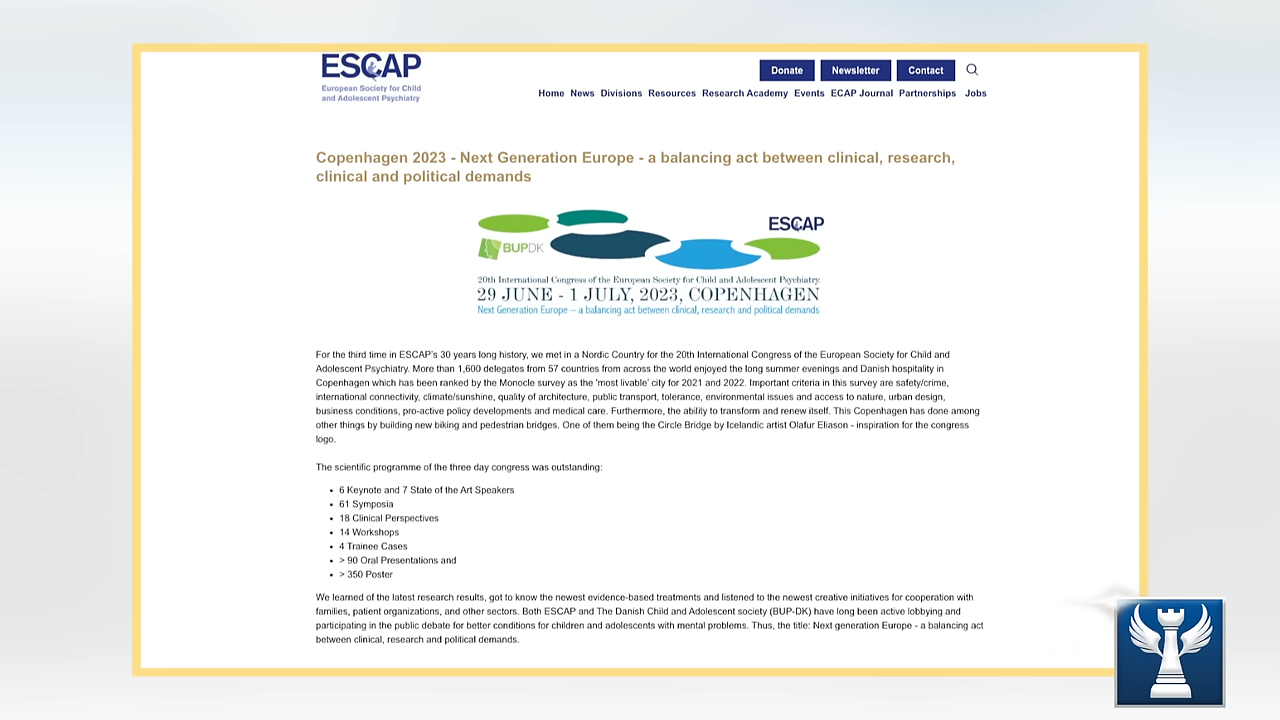 ESCAP
European Society for Child
and Adolescent Psychiatry
Donate Newsletter Contact
Home News Divisions Resources Research Academy Events ECAP Journal Partnerships Jobs
Copenhagen 2023 - Next Generation Europe - a balancing act between clinical, research,
clinical and political demands
ESCAP
BUPDK
20th International Congress of the European Society for Child and Adolescent Psychiatry
29 JUNE - 1 JULY, 2023, COPENHAGEN
Next Generation Europe – a balancing act between clinical, research and political demands
For the third time in ESCAP's 30 years long history, we met in a Nordic Country for the 20th International Congress of the European Society for Child and
Adolescent Psychiatry. More than 1,600 delegates from 57 countries from across the world enjoyed the long summer evenings and Danish hospitality in
Copenhagen which has been ranked by the Monocle survey as the 'most livable' city for 2021 and 2022. Important criteria in this survey are safety/crime,
international connectivity, climate/sunshine, quality of architecture, public transport, tolerance, environmental issues and access to nature, urban design,
business conditions, pro-active policy developments and medical care. Furthermore, the ability to transform and renew itself. This Copenhagen has done among
other things by building new biking and pedestrian bridges. One of them being the Circle Bridge by Icelandic artist Olafur Eliason - inspiration for the congress
logo.
The scientific programme of the three day congress was outstanding:
• 6 Keynote and 7 State of the Art Speakers
• 61 Symposia
• 18 Clinical Perspectives
• 14 Workshops
• 4 Trainee Cases
• > 90 Oral Presentations and
• > 350 Poster
We learned of the latest research results, got to know the newest evidence-based treatments and listened to the newest creative initiatives for cooperation with
families, patient organizations, and other sectors. Both ESCAP and The Danish Child and Adolescent society (BUP-DK) have long been active lobbying and
participating in the public debate for better conditions for children and adolescents with mental problems. Thus, the title: Next generation Europe - a balancing act
between clinical, research and political demands.